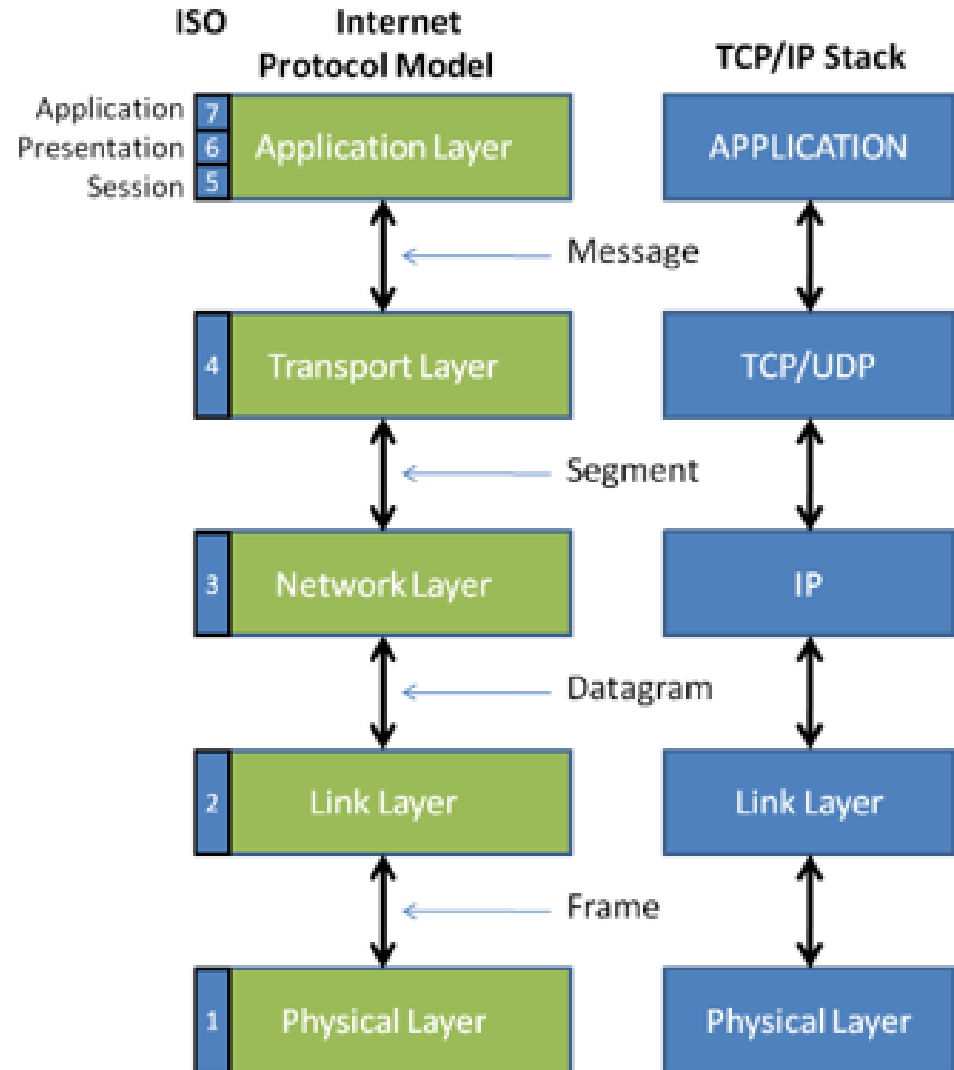 ISO
Internet
Protocol Model
TCP/IP Stack
Application
7
Presentation
6
Session
5
Application Layer
APPLICATION
Message
4
Transport Layer
TCP/UDP
Segment
3
Network Layer
IP
Datagram
2
Link Layer
Link Layer
Frame
1
Physical Layer
Physical Layer